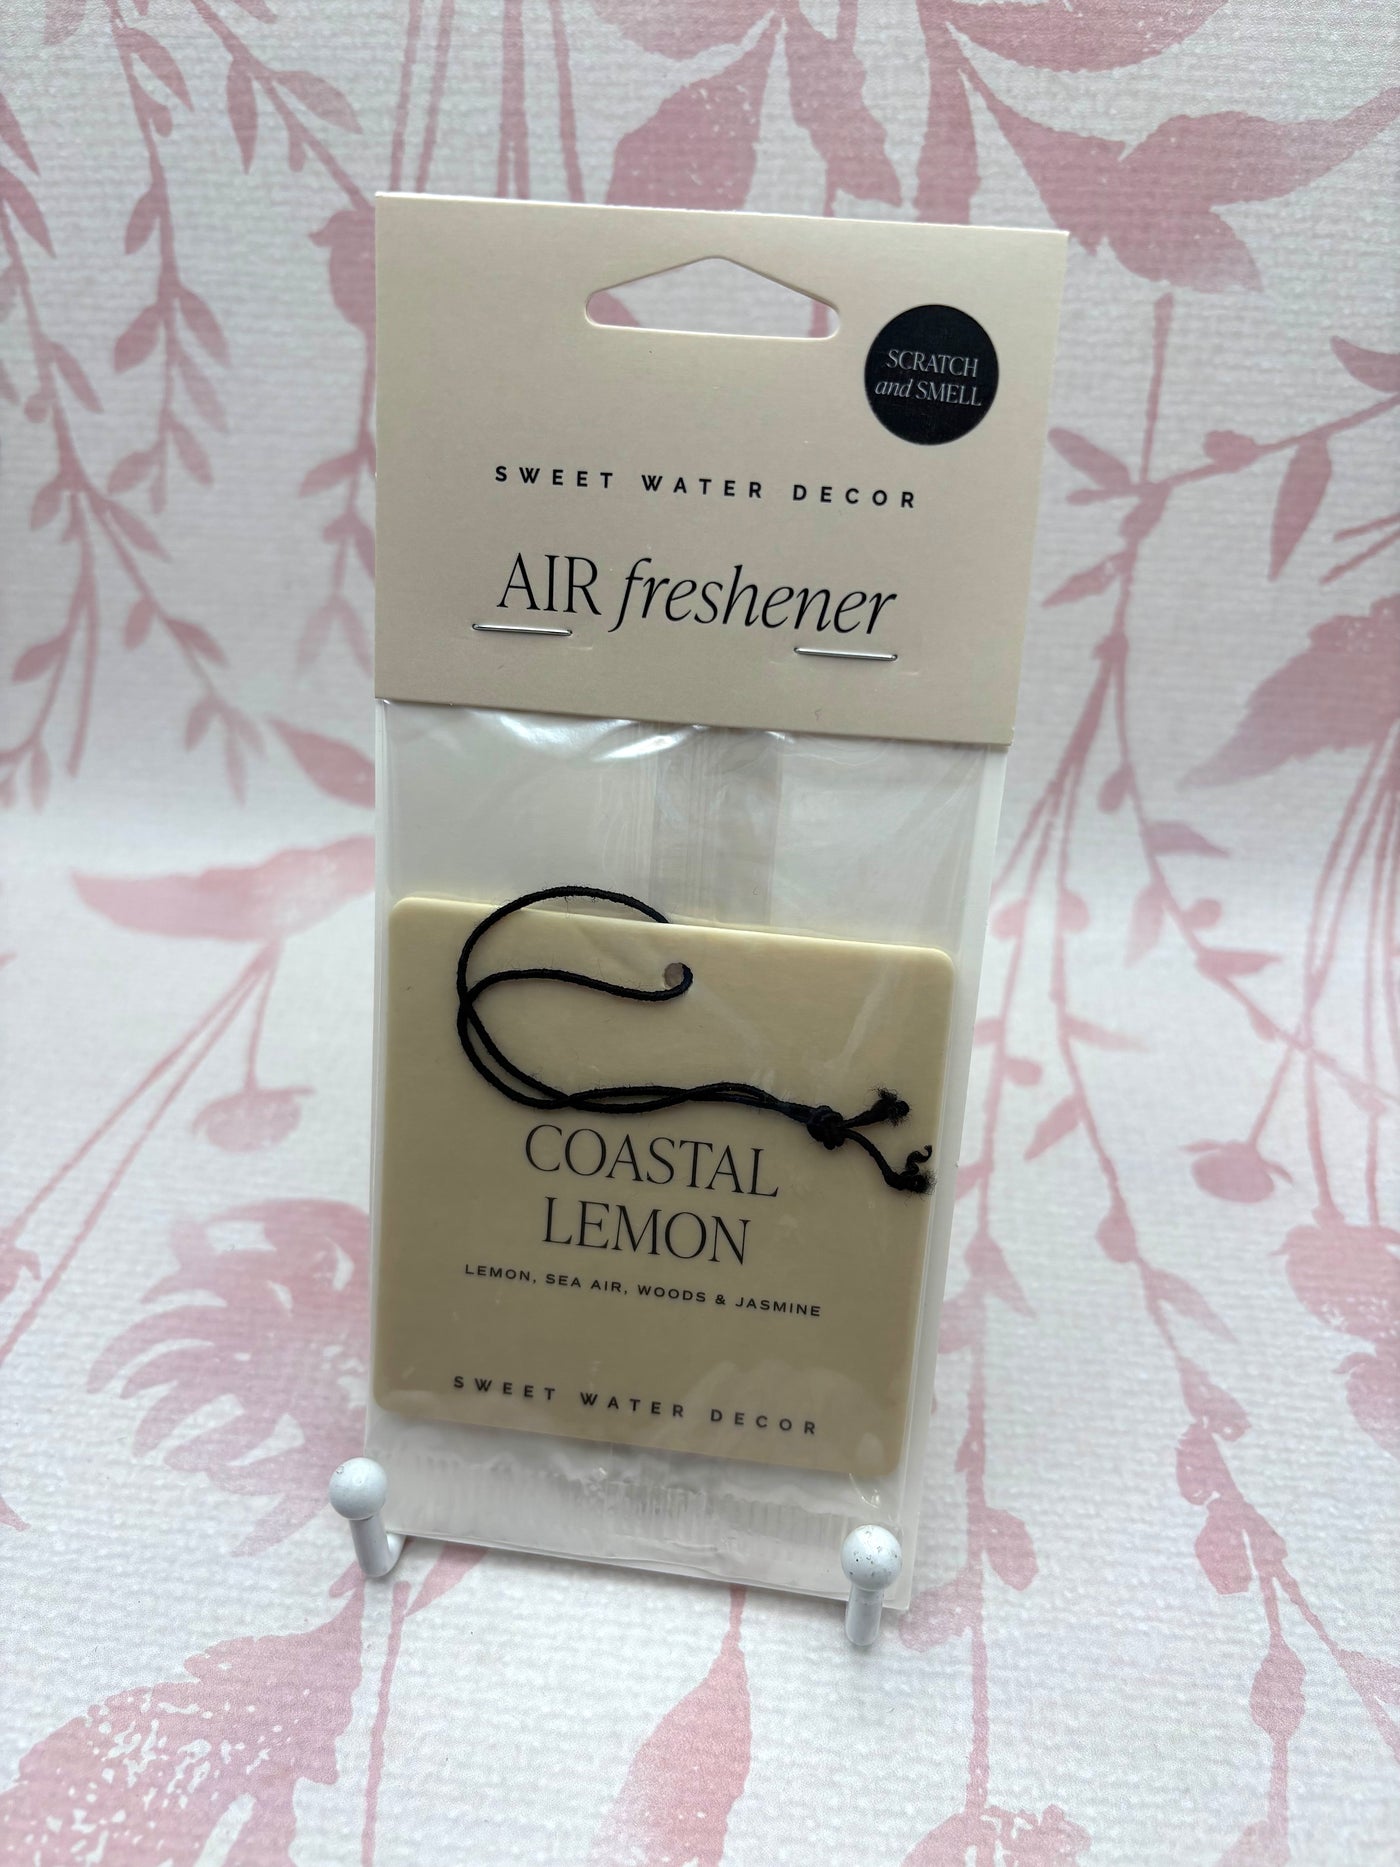 SCRATCH
and SMELL
SWEET WATER DECOR
AIR freshener
COASTAL
LEMON
LEMON, SEA AIR, WOODS & JASMINE
SWEET WATER DECOR